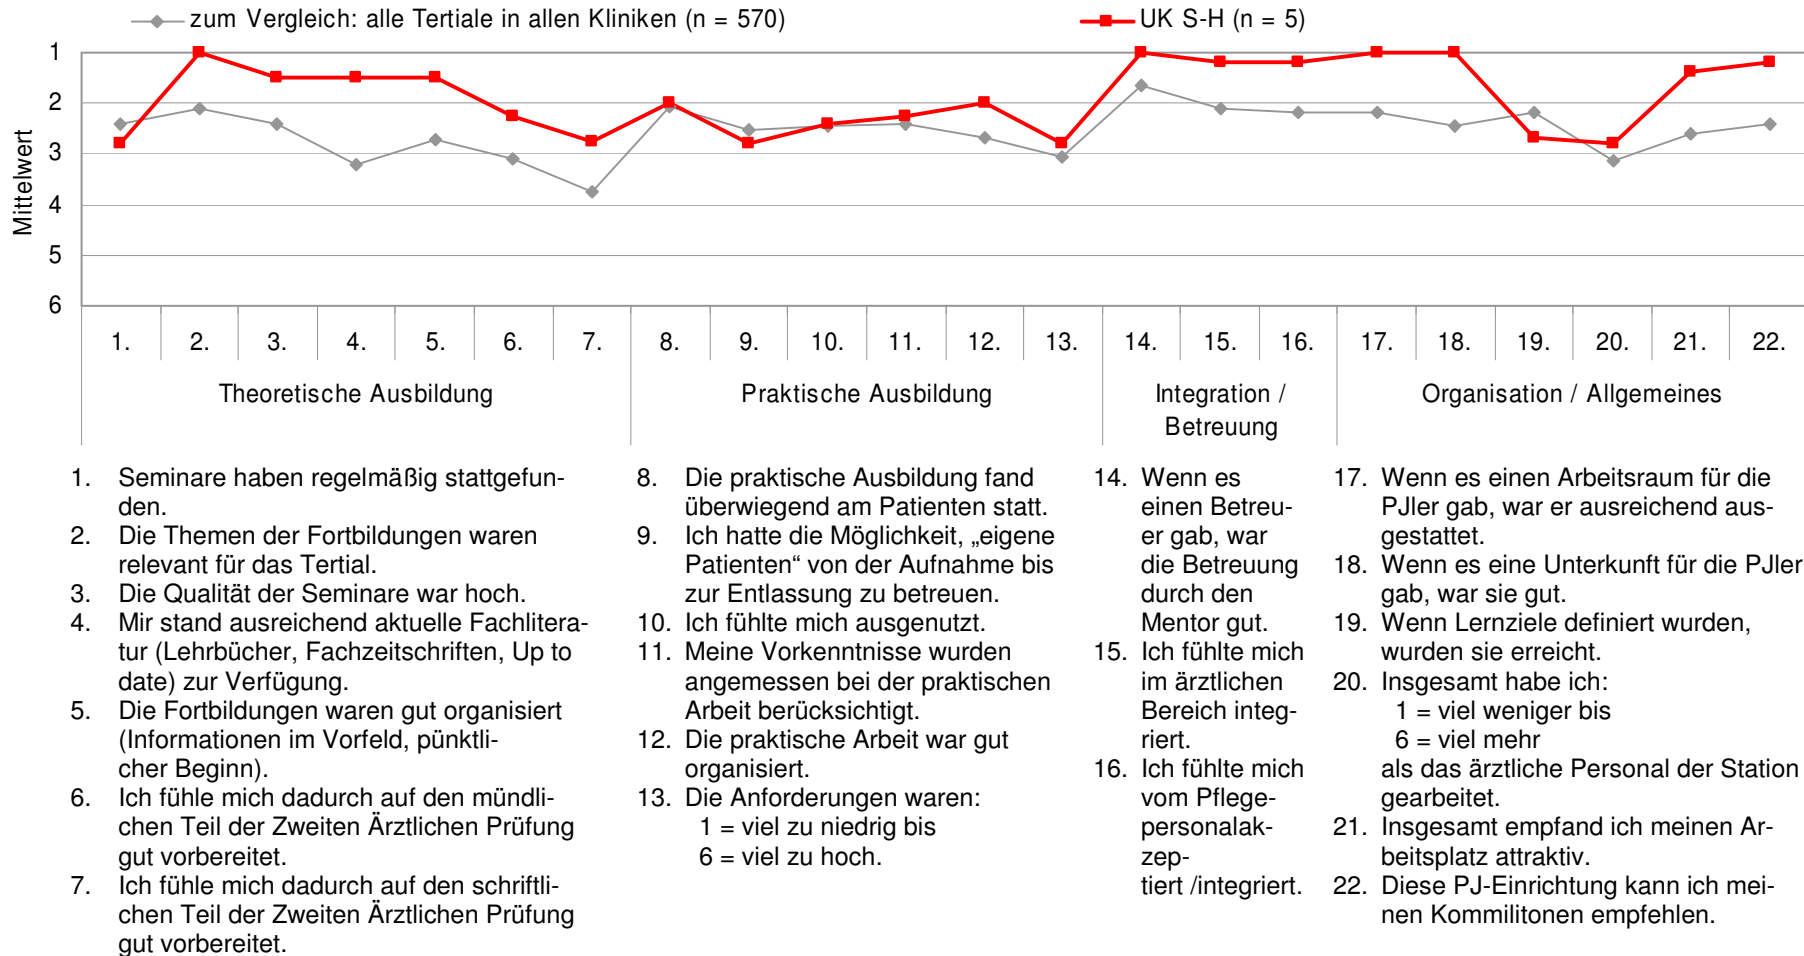 zum Vergleich: alle Tertiale in allen Kliniken (n = 570)
UK S-H (n = 5)
Mittelwert
1
2
3
4
5
6
1. 2. 3. 4. 5. 6. 7. 8. 9. 10. 11. 12. 13. 14. 15. 16. 17. 18. 19. 20. 21. 22.
Theoretische Ausbildung
Praktische Ausbildung
Integration /
Betreuung
Organisation / Allgemeines
1. Seminare haben regelmäßig stattgefun-
den.
2. Die Themen der Fortbildungen waren
relevant für das Tertial.
3. Die Qualität der Seminare war hoch.
4. Mir stand ausreichend aktuelle Fachlitera-
tur (Lehrbücher, Fachzeitschriften, Up to
date) zur Verfügung.
5. Die Fortbildungen waren gut organisiert
(Informationen im Vorfeld, pünktli-
cher Beginn).
6. Ich fühle mich dadurch auf den mündli-
chen Teil der Zweiten Ärztlichen Prüfung
gut vorbereitet.
7. Ich fühle mich dadurch auf den schriftli-
chen Teil der Zweiten Ärztlichen Prüfung
gut vorbereitet.
8. Die praktische Ausbildung fand
überwiegend am Patienten statt.
9. Ich hatte die Möglichkeit, „eigene
Patienten“ von der Aufnahme bis
zur Entlassung zu betreuen.
10. Ich fühlte mich ausgenutzt.
11. Meine Vorkenntnisse wurden
angemessen bei der praktischen
Arbeit berücksichtigt.
12. Die praktische Arbeit war gut
organisiert.
13. Die Anforderungen waren:
1 = viel zu niedrig bis
6 = viel zu hoch.
14. Wenn es
einen Betreu-
er gab, war
die Betreuung
durch den
Mentor gut.
15. Ich fühlte mich
im ärztlichen
Bereich integ-
riert.
16. Ich fühlte mich
vom Pflege-
personalak-
zep-
tiert /integriert.
17. Wenn es einen Arbeitsraum für die
PJler gab, war er ausreichend aus-
gestattet.
18. Wenn es eine Unterkunft für die PJler
gab, war sie gut.
19. Wenn Lernziele definiert wurden,
wurden sie erreicht.
20. Insgesamt habe ich:
1 = viel weniger bis
6 = viel mehr
als das ärztliche Personal der Station
gearbeitet.
21. Insgesamt empfand ich meinen Ar-
beitsplatz attraktiv.
22. Diese PJ-Einrichtung kann ich mei-
nen Kommilitonen empfehlen.